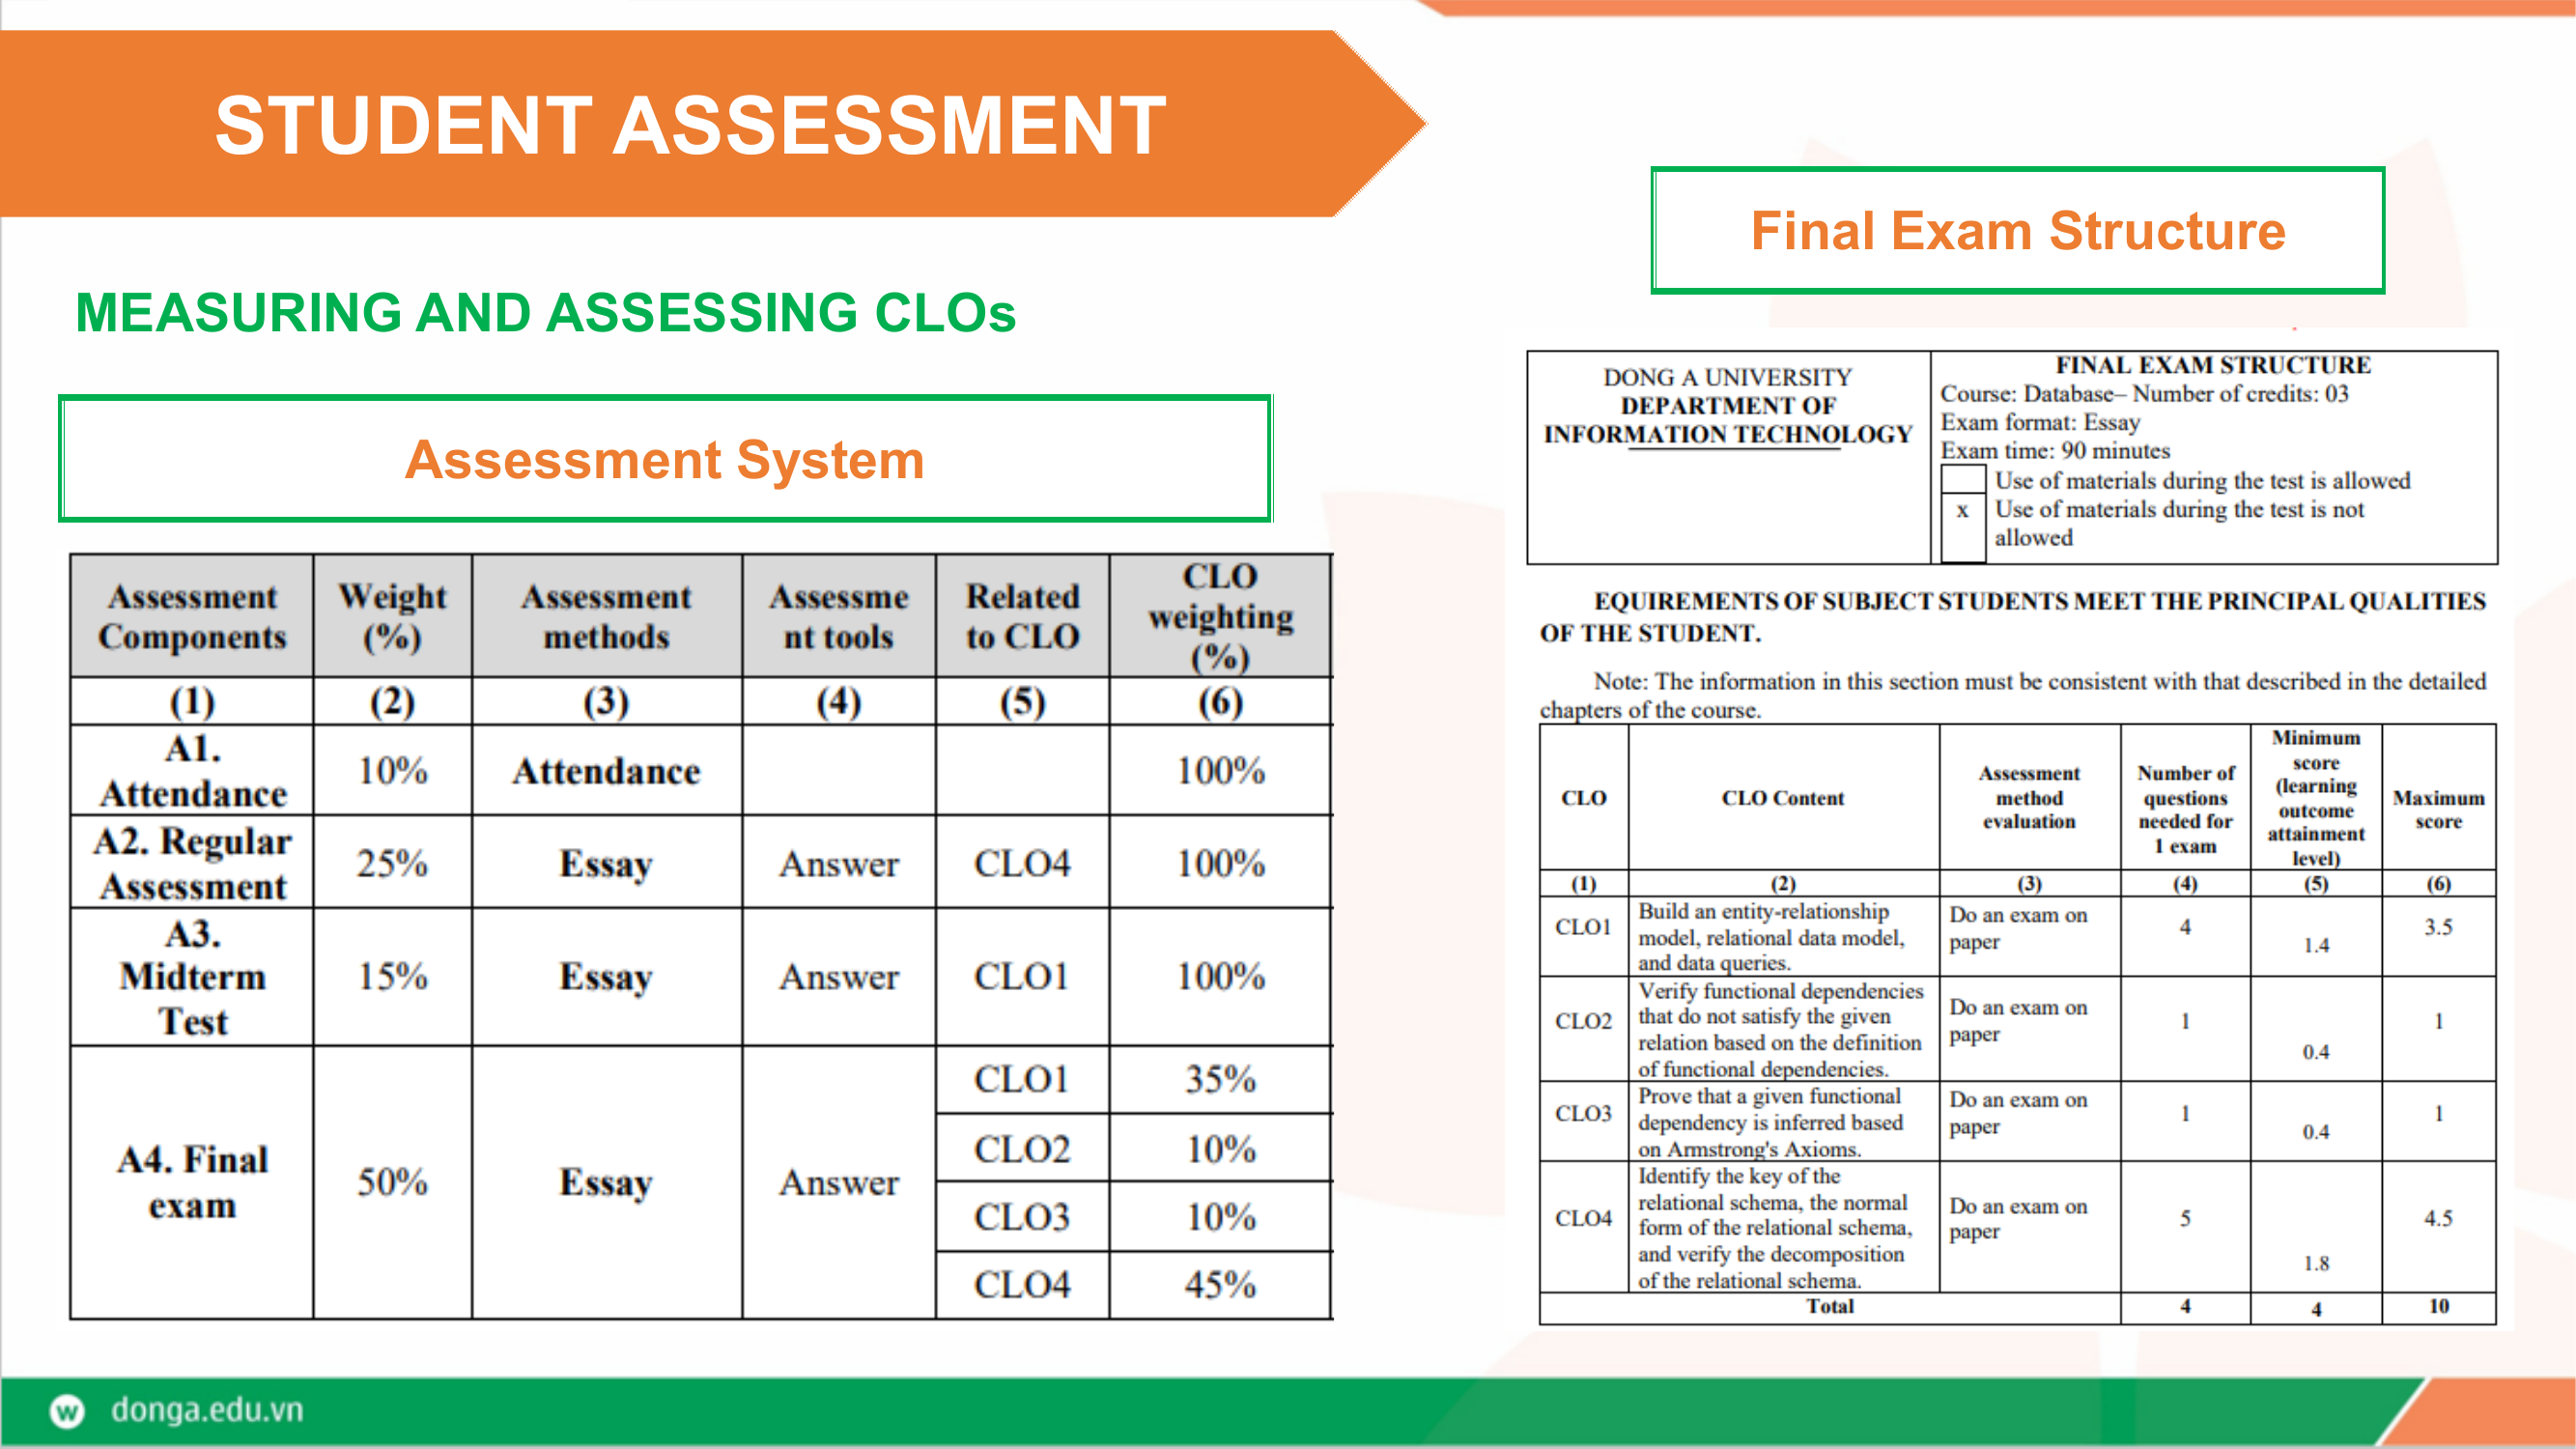 STUDENT ASSESSMENT
MEASURING AND ASSESSING CLOs
Assessment System
Assessment Components | Weight (%) | Assessment methods | Assessme nt tools | Related to CLO | CLO weighting (%)
(1) | (2) | (3) | (4) | (5) | (6)
A1. Attendance | 10% | Attendance | | | 100%
A2. Regular Assessment | 25% | Essay | Answer | CLO4 | 100%
A3. Midterm Test | 15% | Essay | Answer | CLO1 | 100%
A4. Final exam | 50% | Essay | Answer | CLO1 | 35%
CLO2 | 10%
CLO3 | 10%
CLO4 | 45%
Final Exam Structure
DONG A UNIVERSITY
DEPARTMENT OF
INFORMATION TECHNOLOGY
FINAL EXAM STRUCTURE
Course: Database– Number of credits: 03
Exam format: Essay
Exam time: 90 minutes
Use of materials during the test is allowed
x Use of materials during the test is not
allowed
EQUIREMENTS OF SUBJECT STUDENTS MEET THE PRINCIPAL QUALITIES
OF THE STUDENT.
Note: The information in this section must be consistent with that described in the detailed
chapters of the course.
CLO | CLO Content | Assessment method evaluation | Number of questions needed for 1 exam | Minimum score (learning outcome attainment level) | Maximum score
(1) | (2) | (3) | (4) | (5) | (6)
CLO1 | Build an entity-relationship model, relational data model, and data queries. | Do an exam on paper | 4 | 1.4 | 3.5
CLO2 | Verify functional dependencies that do not satisfy the given relation based on the definition of functional dependencies. | Do an exam on paper | 1 | 0.4 | 1
CLO3 | Prove that a given functional dependency is inferred based on Armstrong's Axioms. | Do an exam on paper | 1 | 0.4 | 1
CLO4 | Identify the key of the relational schema, the normal form of the relational schema, and verify the decomposition of the relational schema. | Do an exam on paper | 5 | 1.8 | 4.5
Total | 4 | 4 | 10
w donga.edu.vn